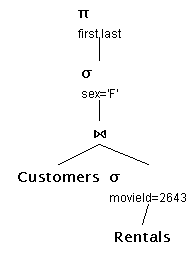 π
first,last
σ
sex='F'
⋈
Customers σ
movieId=2643
Rentals